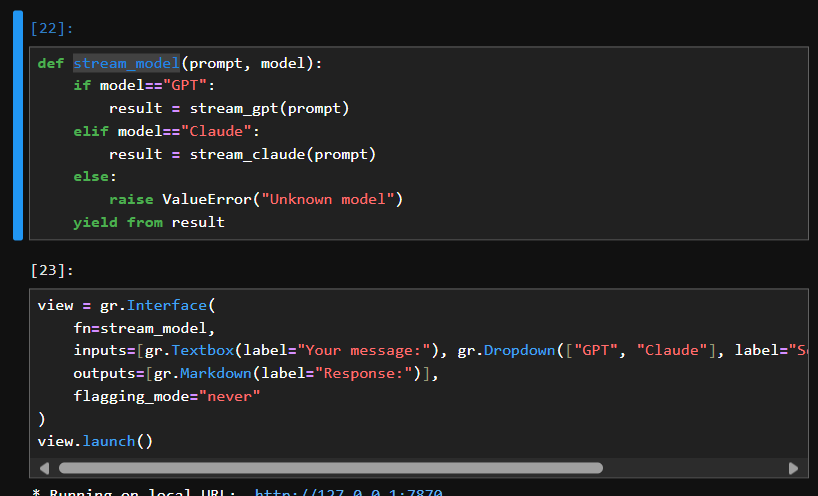 [22]:
def stream_model(prompt, model):
    if model=="GPT":
        result = stream_gpt(prompt)
    elif model=="Claude":
        result = stream_claude(prompt)
    else:
        raise ValueError("Unknown model")
    yield from result
[23]:
view = gr.Interface(
    fn=stream_model,
    inputs=[gr.Textbox(label="Your message:"), gr.Dropdown(["GPT", "Claude"], label="S
    outputs=[gr.Markdown(label="Response:")],
    flagging_mode="never"
)
view.launch()
* Running on local URL:  http://127.0.0.1:7870